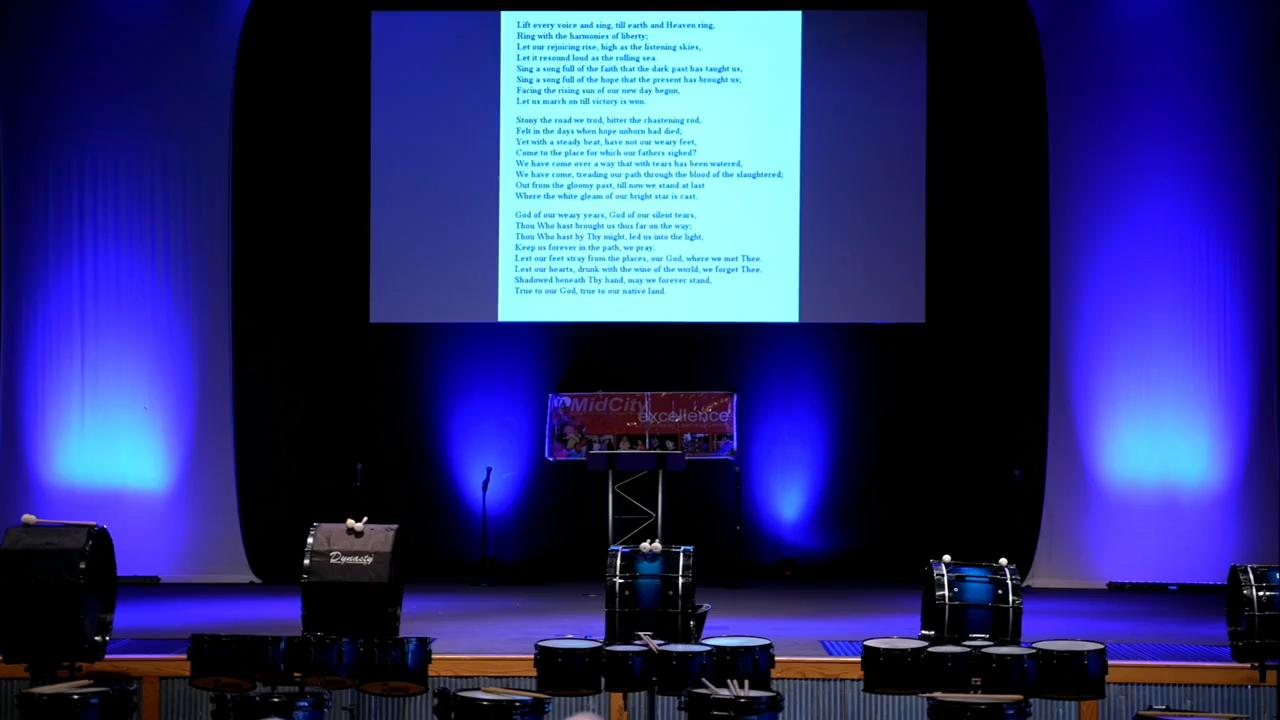 Lift every voice and sing, till earth and Heaven ring,
Ring with the harmonies of liberty;
Let our rejoicing rise, high as the listening skies,
Let it resound loud as the rolling sea.
Sing a song full of the faith that the dark past has taught us,
Sing a song full of the hope that the present has brought us;
Facing the rising sun of our new day begun,
Let us march on till victory is won.
Stony the road we trod, bitter the chastening rod,
Felt in the days when hope unborn had died;
Yet with a steady beat, have not our weary feet,
Come to the place for which our fathers sighed?
We have come over a way that with tears has been watered,
We have come, treading our path through the blood of the slaughtered;
Out from the gloomy past, till now we stand at last
Where the white gleam of our bright star is cast.
God of our weary years, God of our silent tears,
Thou Who hast brought us thus far on the way;
Thou Who hast by Thy might, led us into the light,
Keep us forever in the path, we pray.
Lest our feet stray from the places, our God, where we met Thee.
Lest our hearts, drunk with the wine of the world, we forget Thee.
Shadowed beneath Thy hand, may we forever stand,
True to our God, true to our native land.
MidCity
excellence
Dynasty